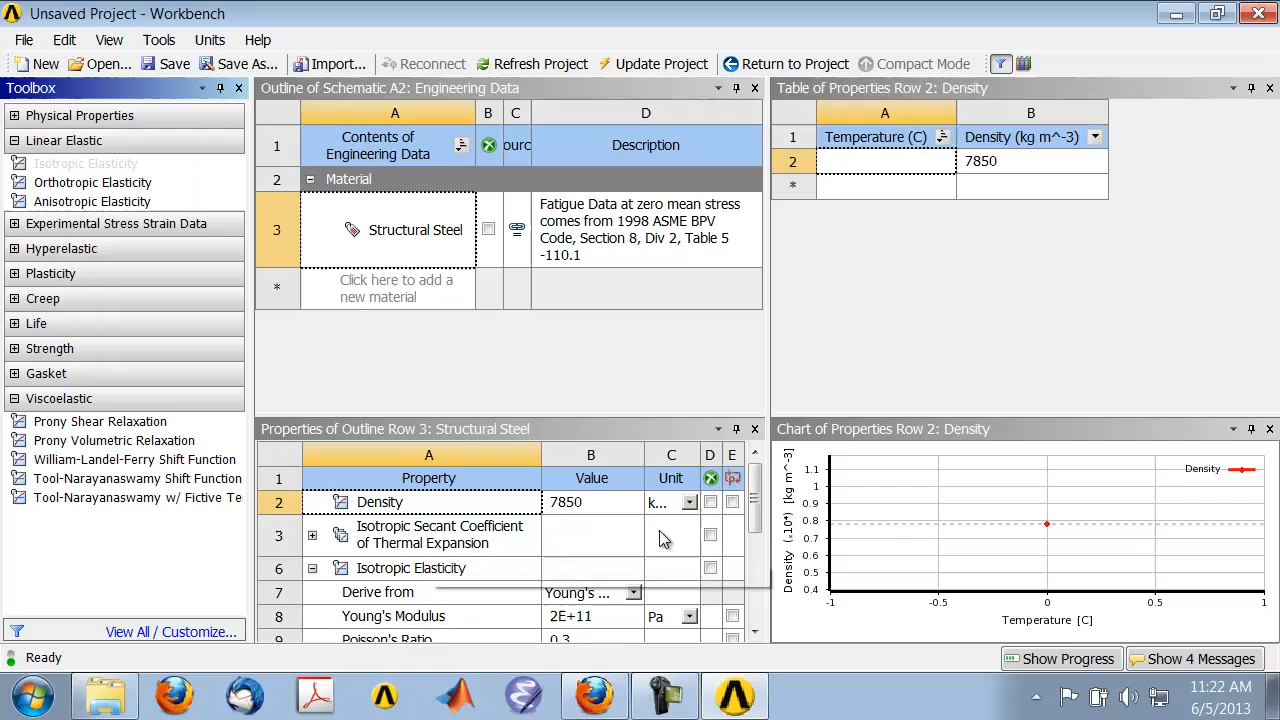 Unsaved Project - Workbench
File Edit View Tools Units Help
New Open... Save Save As... Import... Reconnect Refresh Project Update Project Return to Project Compact Mode
Toolbox
Physical Properties
Linear Elastic
Isotropic Elasticity
Orthotropic Elasticity
Anisotropic Elasticity
Experimental Stress Strain Data
Hyperelastic
Plasticity
Creep
Life
Strength
Gasket
Viscoelastic
Prony Shear Relaxation
Prony Volumetric Relaxation
William-Landel-Ferry Shift Function
Tool-Narayanaswamy Shift Function
Tool-Narayanaswamy w/ Fictive Te
View All / Customize...
Outline of Schematic A2: Engineering Data
A B C D
1 Contents of
Engineering Data
ourc Description
2 Material
3 Structural Steel
Fatigue Data at zero mean stress
comes from 1998 ASME BPV
Code, Section 8, Div 2, Table 5
-110.1
* Click here to add a
new material
Properties of Outline Row 3: Structural Steel
A B C D E
1 Property Value Unit
2 Density 7850 k...
3 Isotropic Secant Coefficient
of Thermal Expansion
6 Isotropic Elasticity
7 Derive from Young's ...
8 Young's Modulus 2E+11 Pa
9 Poisson's Ratio 0.3
Table of Properties Row 2: Density
A B
1 Temperature (C) Density (kg m^-3)
2 7850
*
Chart of Properties Row 2: Density
Density (x10⁴) [kg m^-3]
1.1
1
0.9
0.8
0.7
0.6
0.5
0.4
Density
-1 -0.5 0 0.5 1
Temperature [C]
Ready
Show Progress Show 4 Messages
11:22 AM
6/5/2013